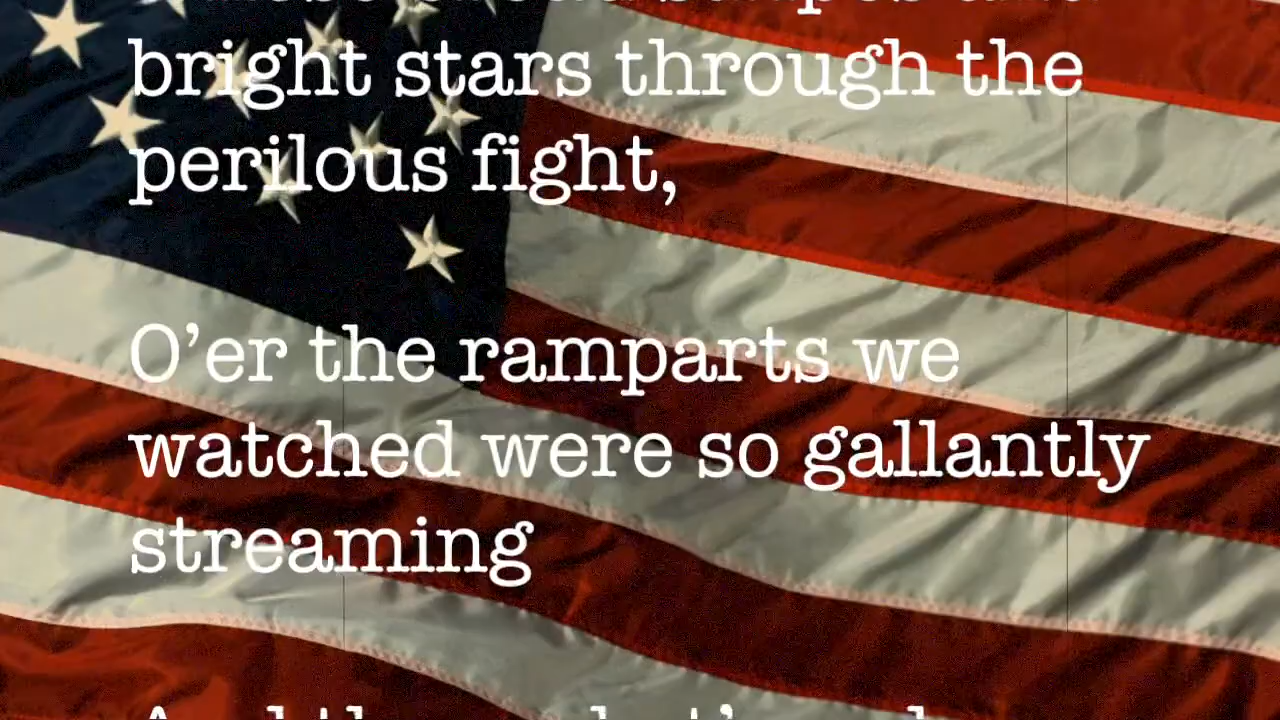 bright stars through the
perilous fight,
O’er the ramparts we
watched were so gallantly
streaming